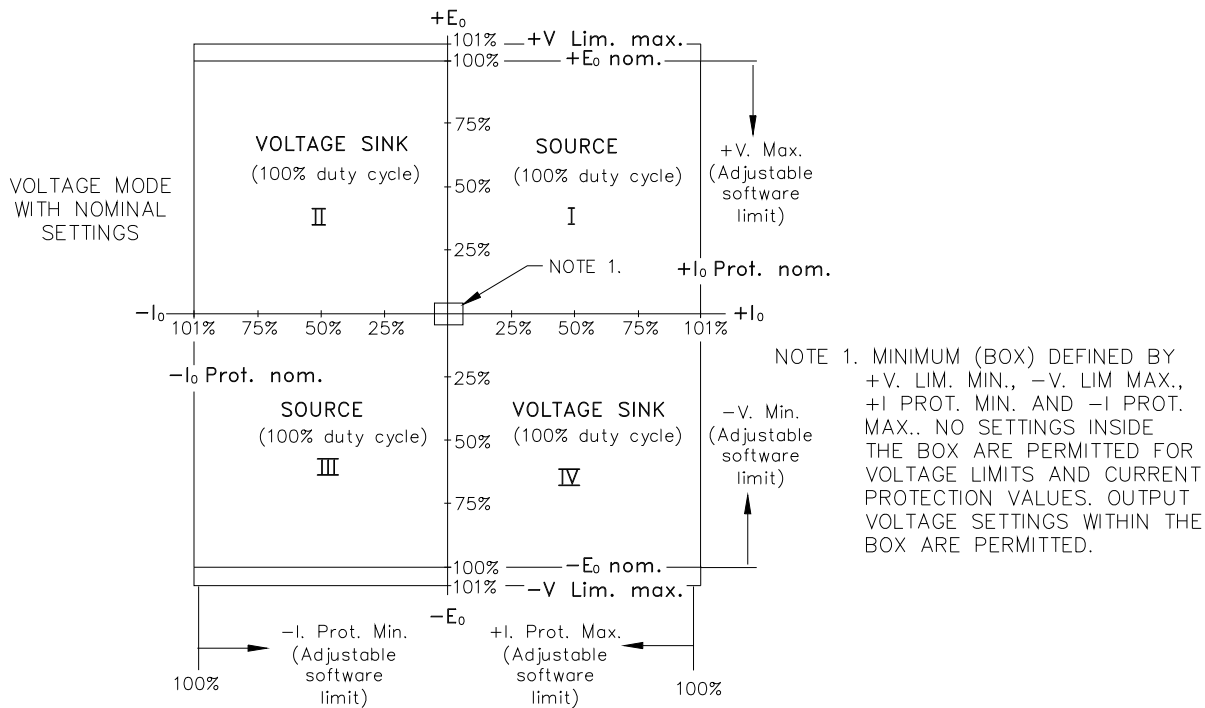 +E₀
101% +V Lim. max.
100% +E₀ nom.
75%
VOLTAGE SINK
(100% duty cycle)
II
SOURCE
(100% duty cycle)
I
+V. Max.
(Adjustable
software
limit)
VOLTAGE MODE
WITH NOMINAL
SETTINGS
50%
25%
NOTE 1.
+I₀ Prot. nom.
−I₀
101% 75% 50% 25%
25% 50% 75% 101%
+I₀
−I₀ Prot. nom.
25%
SOURCE
(100% duty cycle)
III
50%
VOLTAGE SINK
(100% duty cycle)
IV
75%
−V. Min.
(Adjustable
software
limit)
NOTE 1. MINIMUM (BOX) DEFINED BY
+V. LIM. MIN., −V. LIM MAX.,
+I PROT. MIN. AND −I PROT.
MAX.. NO SETTINGS INSIDE
THE BOX ARE PERMITTED FOR
VOLTAGE LIMITS AND CURRENT
PROTECTION VALUES. OUTPUT
VOLTAGE SETTINGS WITHIN THE
BOX ARE PERMITTED.
100% −E₀ nom.
101% −V Lim. max.
−E₀
−I. Prot. Min.
(Adjustable
software
limit)
100%
+I. Prot. Max.
(Adjustable
software
limit)
100%